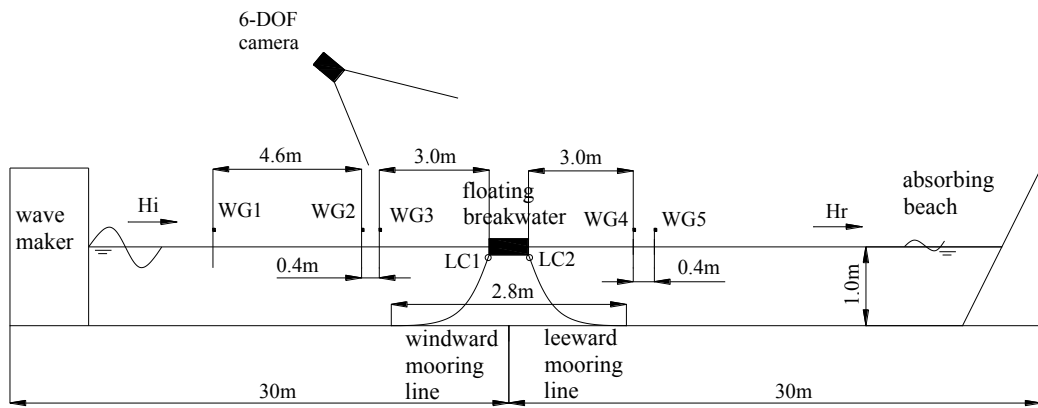 6-DOF
camera
4.6m
3.0m
3.0m
floating
breakwater
absorbing
beach
wave
maker
Hi
WG1
WG2
WG3
WG4
WG5
Hr
LC1
LC2
0.4m
0.4m
2.8m
1.0m
windward
mooring
line
leeward
mooring
line
30m
30m